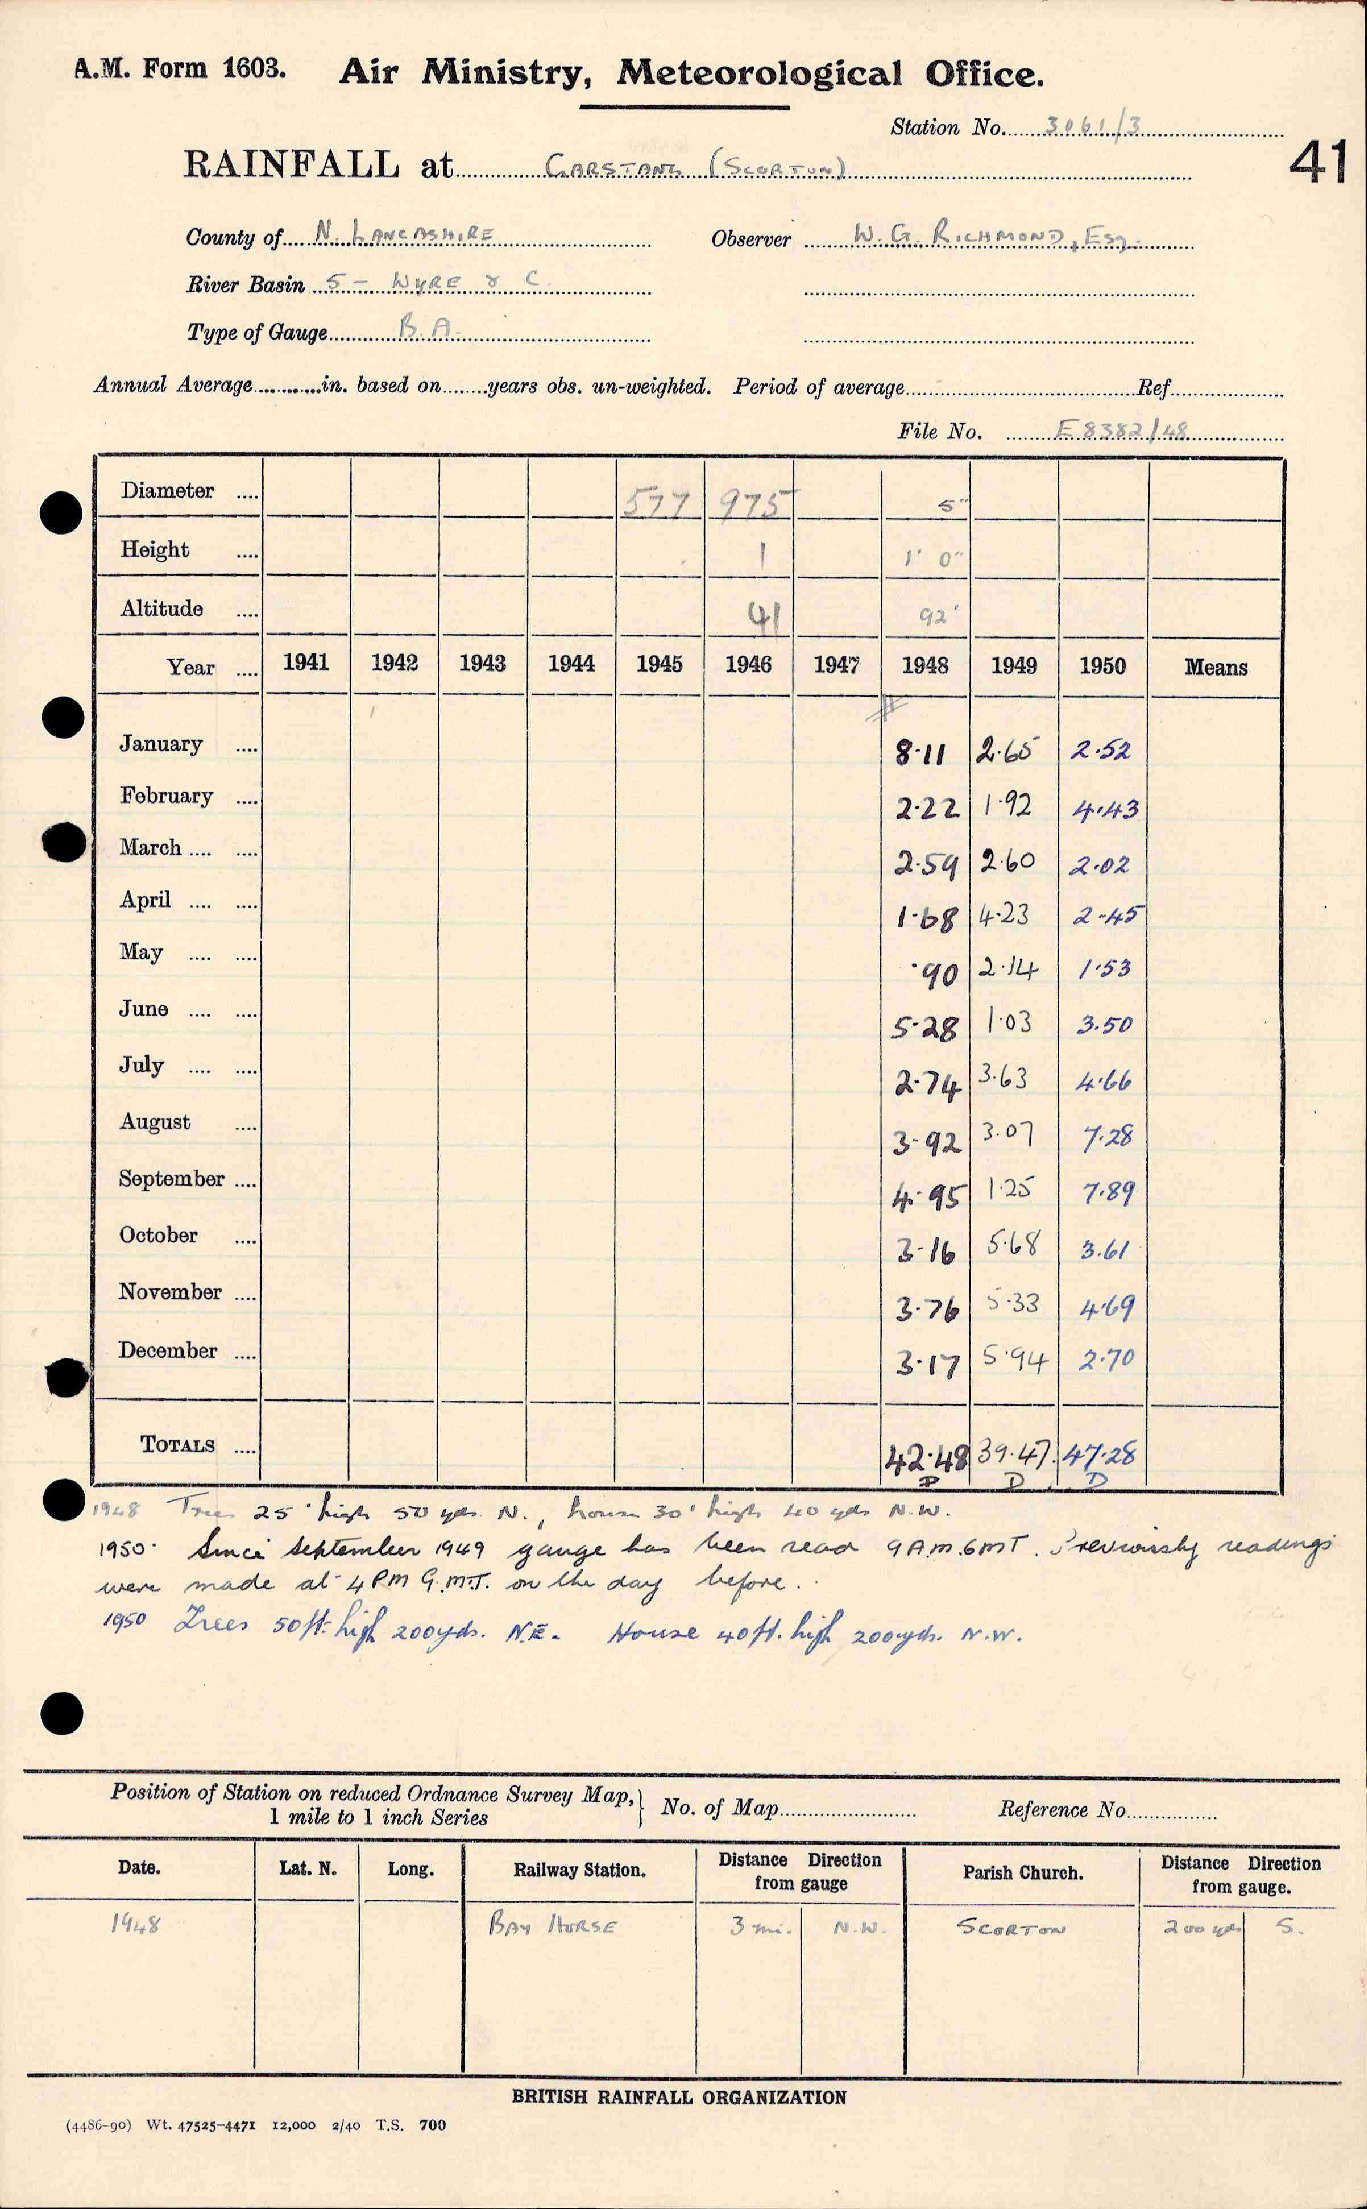 A.M. Form 1603. Air Ministry, Meteorological Office.
Station No. 3061/3
RAINFALL at GARSTANG (SCORTON)
41
County of N. LANCASHIRE Observer W. G. RICHMOND, Esq.
River Basin 5 - WYRE & C.
Type of Gauge B.A.
Annual Average in. based on years obs. un-weighted. Period of average Ref.
File No. E8382/48
Diameter .... 577 975 5"
Height .... 1 1' 0"
Altitude .... 41 92'
Year .... 1941 1942 1943 1944 1945 1946 1947 1948 1949 1950 Means
#
January .... 8.11 2.65 2.52
February .... 2.22 1.92 4.43
March .... .... 2.59 2.60 2.02
April .... .... 1.68 4.23 2.45
May .... .... .90 2.14 1.53
June .... .... 5.28 1.03 3.50
July .... .... 2.74 3.63 4.66
August .... 3.92 3.07 7.28
September .... 4.95 1.25 7.89
October .... 3.16 5.68 3.61
November .... 3.76 5.33 4.69
December .... 3.17 5.94 2.70
TOTALS .... 42.48 39.47 47.28
D D D
1948 Trees 25' high 50 yds N., house 30' high 40 yds N.W.
1950. Since September 1949 gauge has been read 9 A.M. GMT. Previously readings
were made at 4 PM G.M.T. on the day before.
1950 Trees 50 ft. high 200 yds. N.E. House 40 ft. high 200 yds. N.W.
Position of Station on reduced Ordnance Survey Map, 1 mile to 1 inch Series } No. of Map Reference No.
Date. Lat. N. Long. Railway Station. Distance Direction from gauge Parish Church. Distance Direction from gauge.
1948 BAY HORSE 3 mi. N.W. SCORTON 200 yds S.
BRITISH RAINFALL ORGANIZATION
(4486-90) Wt. 47525-4471 12,000 2/40 T.S. 700